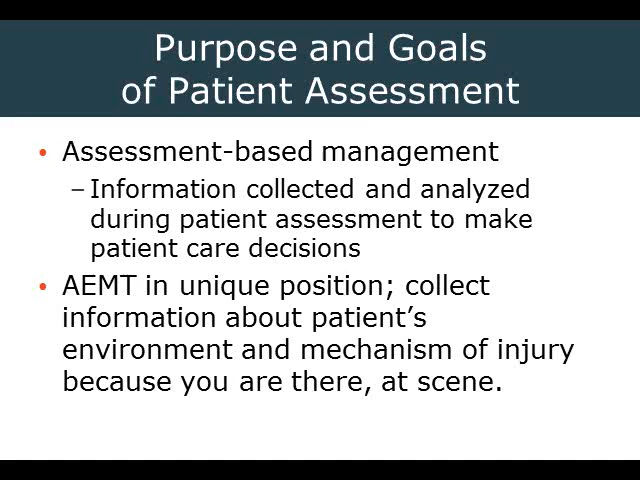 Purpose and Goals
of Patient Assessment
• Assessment-based management
– Information collected and analyzed
during patient assessment to make
patient care decisions
• AEMT in unique position; collect
information about patient’s
environment and mechanism of injury
because you are there, at scene.